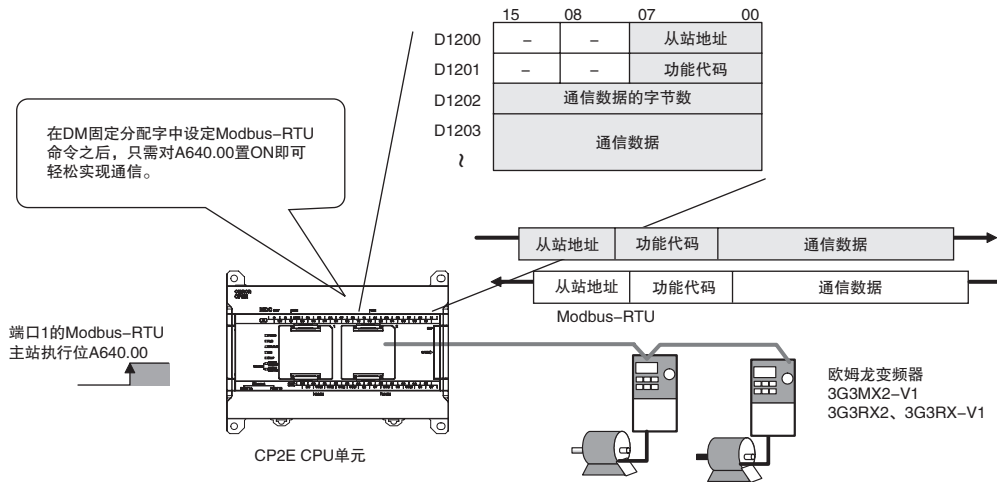 15 08 07 00
D1200 – – 从站地址
D1201 – – 功能代码
D1202 通信数据的字节数
D1203 通信数据
~
在DM固定分配字中设定Modbus–RTU
命令之后，只需对A640.00置ON即可
轻松实现通信。
从站地址 功能代码 通信数据
从站地址 功能代码 通信数据
Modbus–RTU
端口1的Modbus–RTU
主站执行位A640.00
欧姆龙变频器
3G3MX2–V1
3G3RX2、3G3RX–V1
CP2E CPU单元